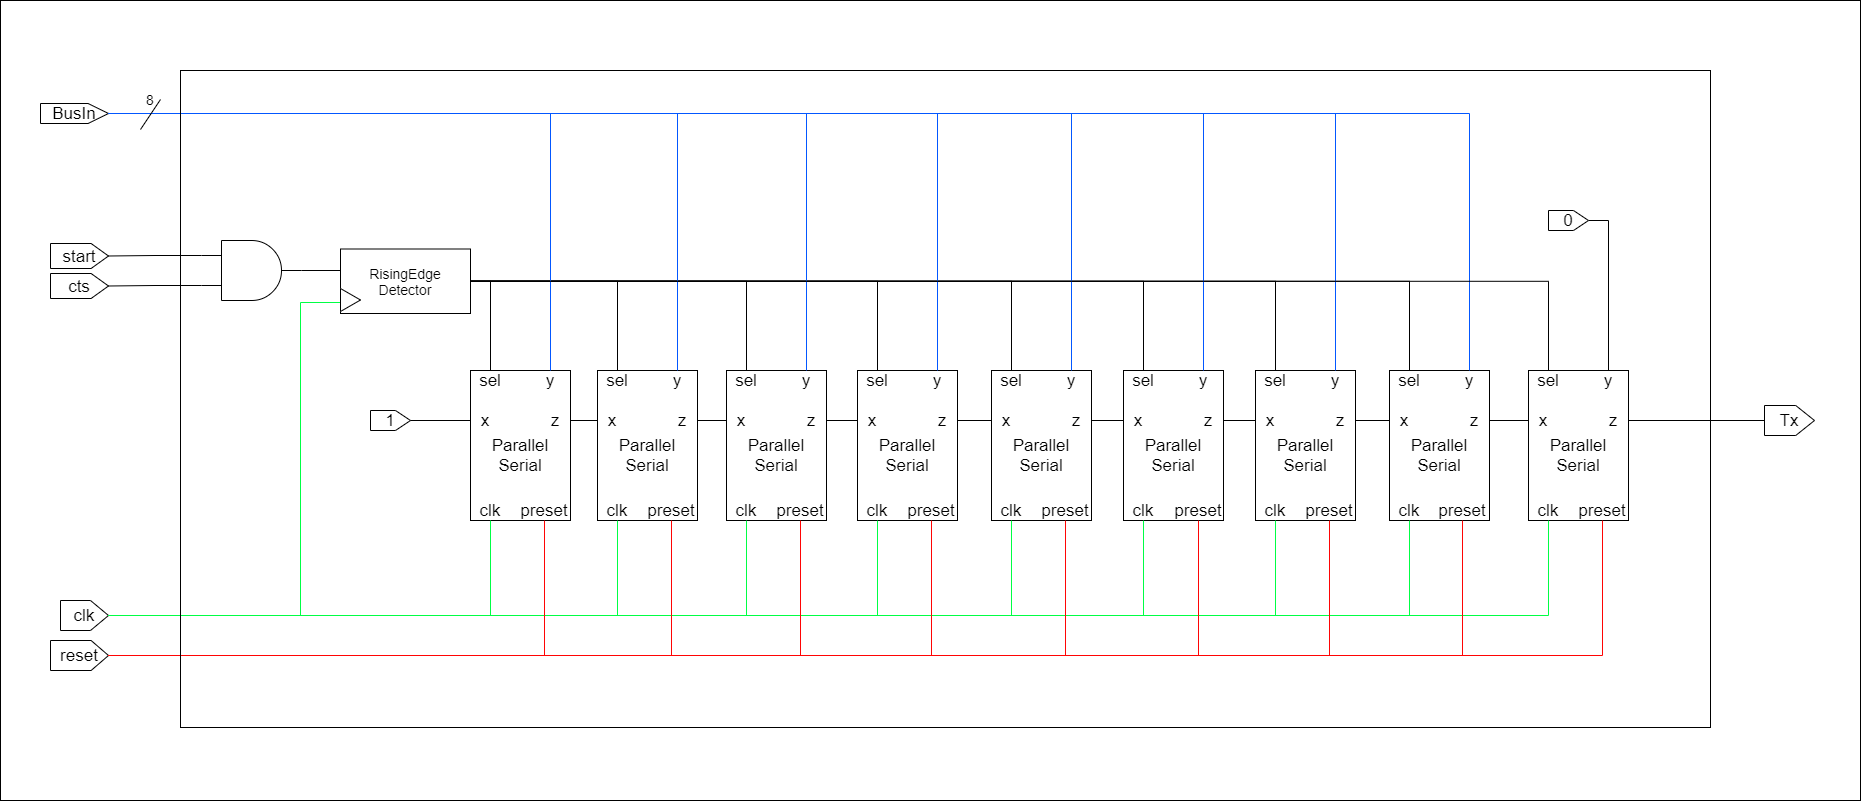 8
BusIn
0
start
cts
RisingEdge
Detector
sel y sel y sel y sel y sel y sel y sel y sel y sel y
1
x z x z x z x z x z x z x z x z x z
Tx
Parallel Parallel Parallel Parallel Parallel Parallel Parallel Parallel Parallel
Serial Serial Serial Serial Serial Serial Serial Serial Serial
clk preset clk preset clk preset clk preset clk preset clk preset clk preset clk preset clk preset
clk
reset